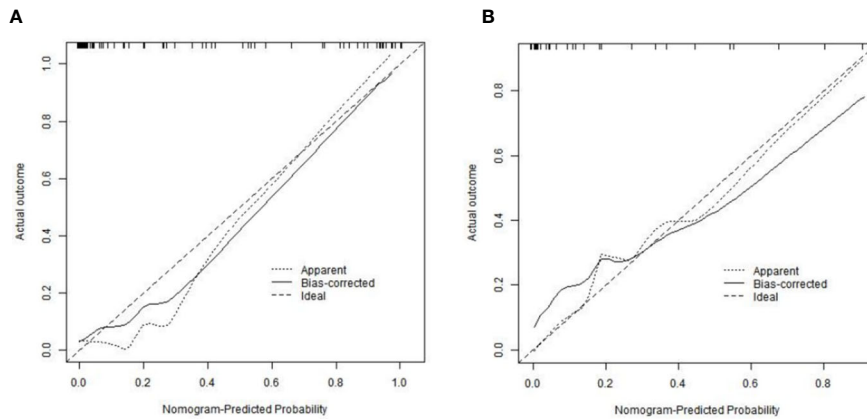 A
B
1.0
0.8
0.6
0.4
0.2
0.0
Actual outcome
Apparent
Bias-corrected
Ideal
0.0 0.2 0.4 0.6 0.8 1.0
Nomogram-Predicted Probability
0.8
0.6
0.4
0.2
0.0
Actual outcome
Apparent
Bias-corrected
Ideal
0.0 0.2 0.4 0.6 0.8
Nomogram-Predicted Probability